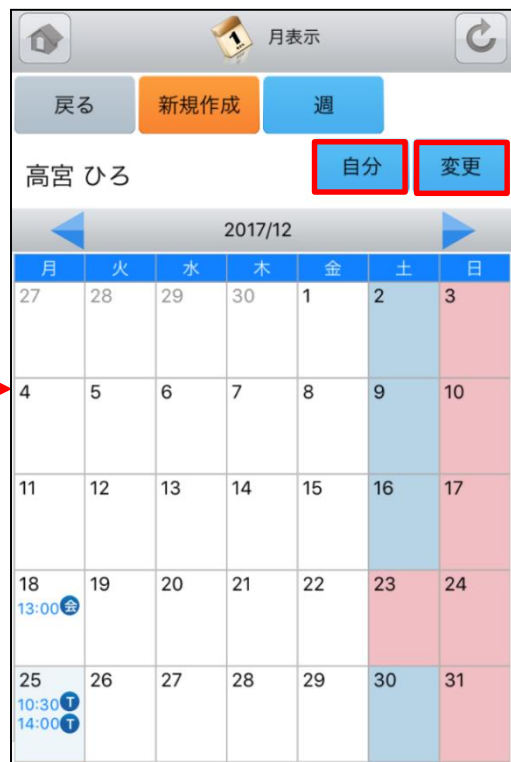 1 月表示
戻る 新規作成 週
高宮 ひろ 自分 変更
2017/12
月 火 水 木 金 土 日
27 28 29 30 1 2 3
4 5 6 7 8 9 10
11 12 13 14 15 16 17
18 19 20 21 22 23 24
13:00 会
25 26 27 28 29 30 31
10:30 T
14:00 T